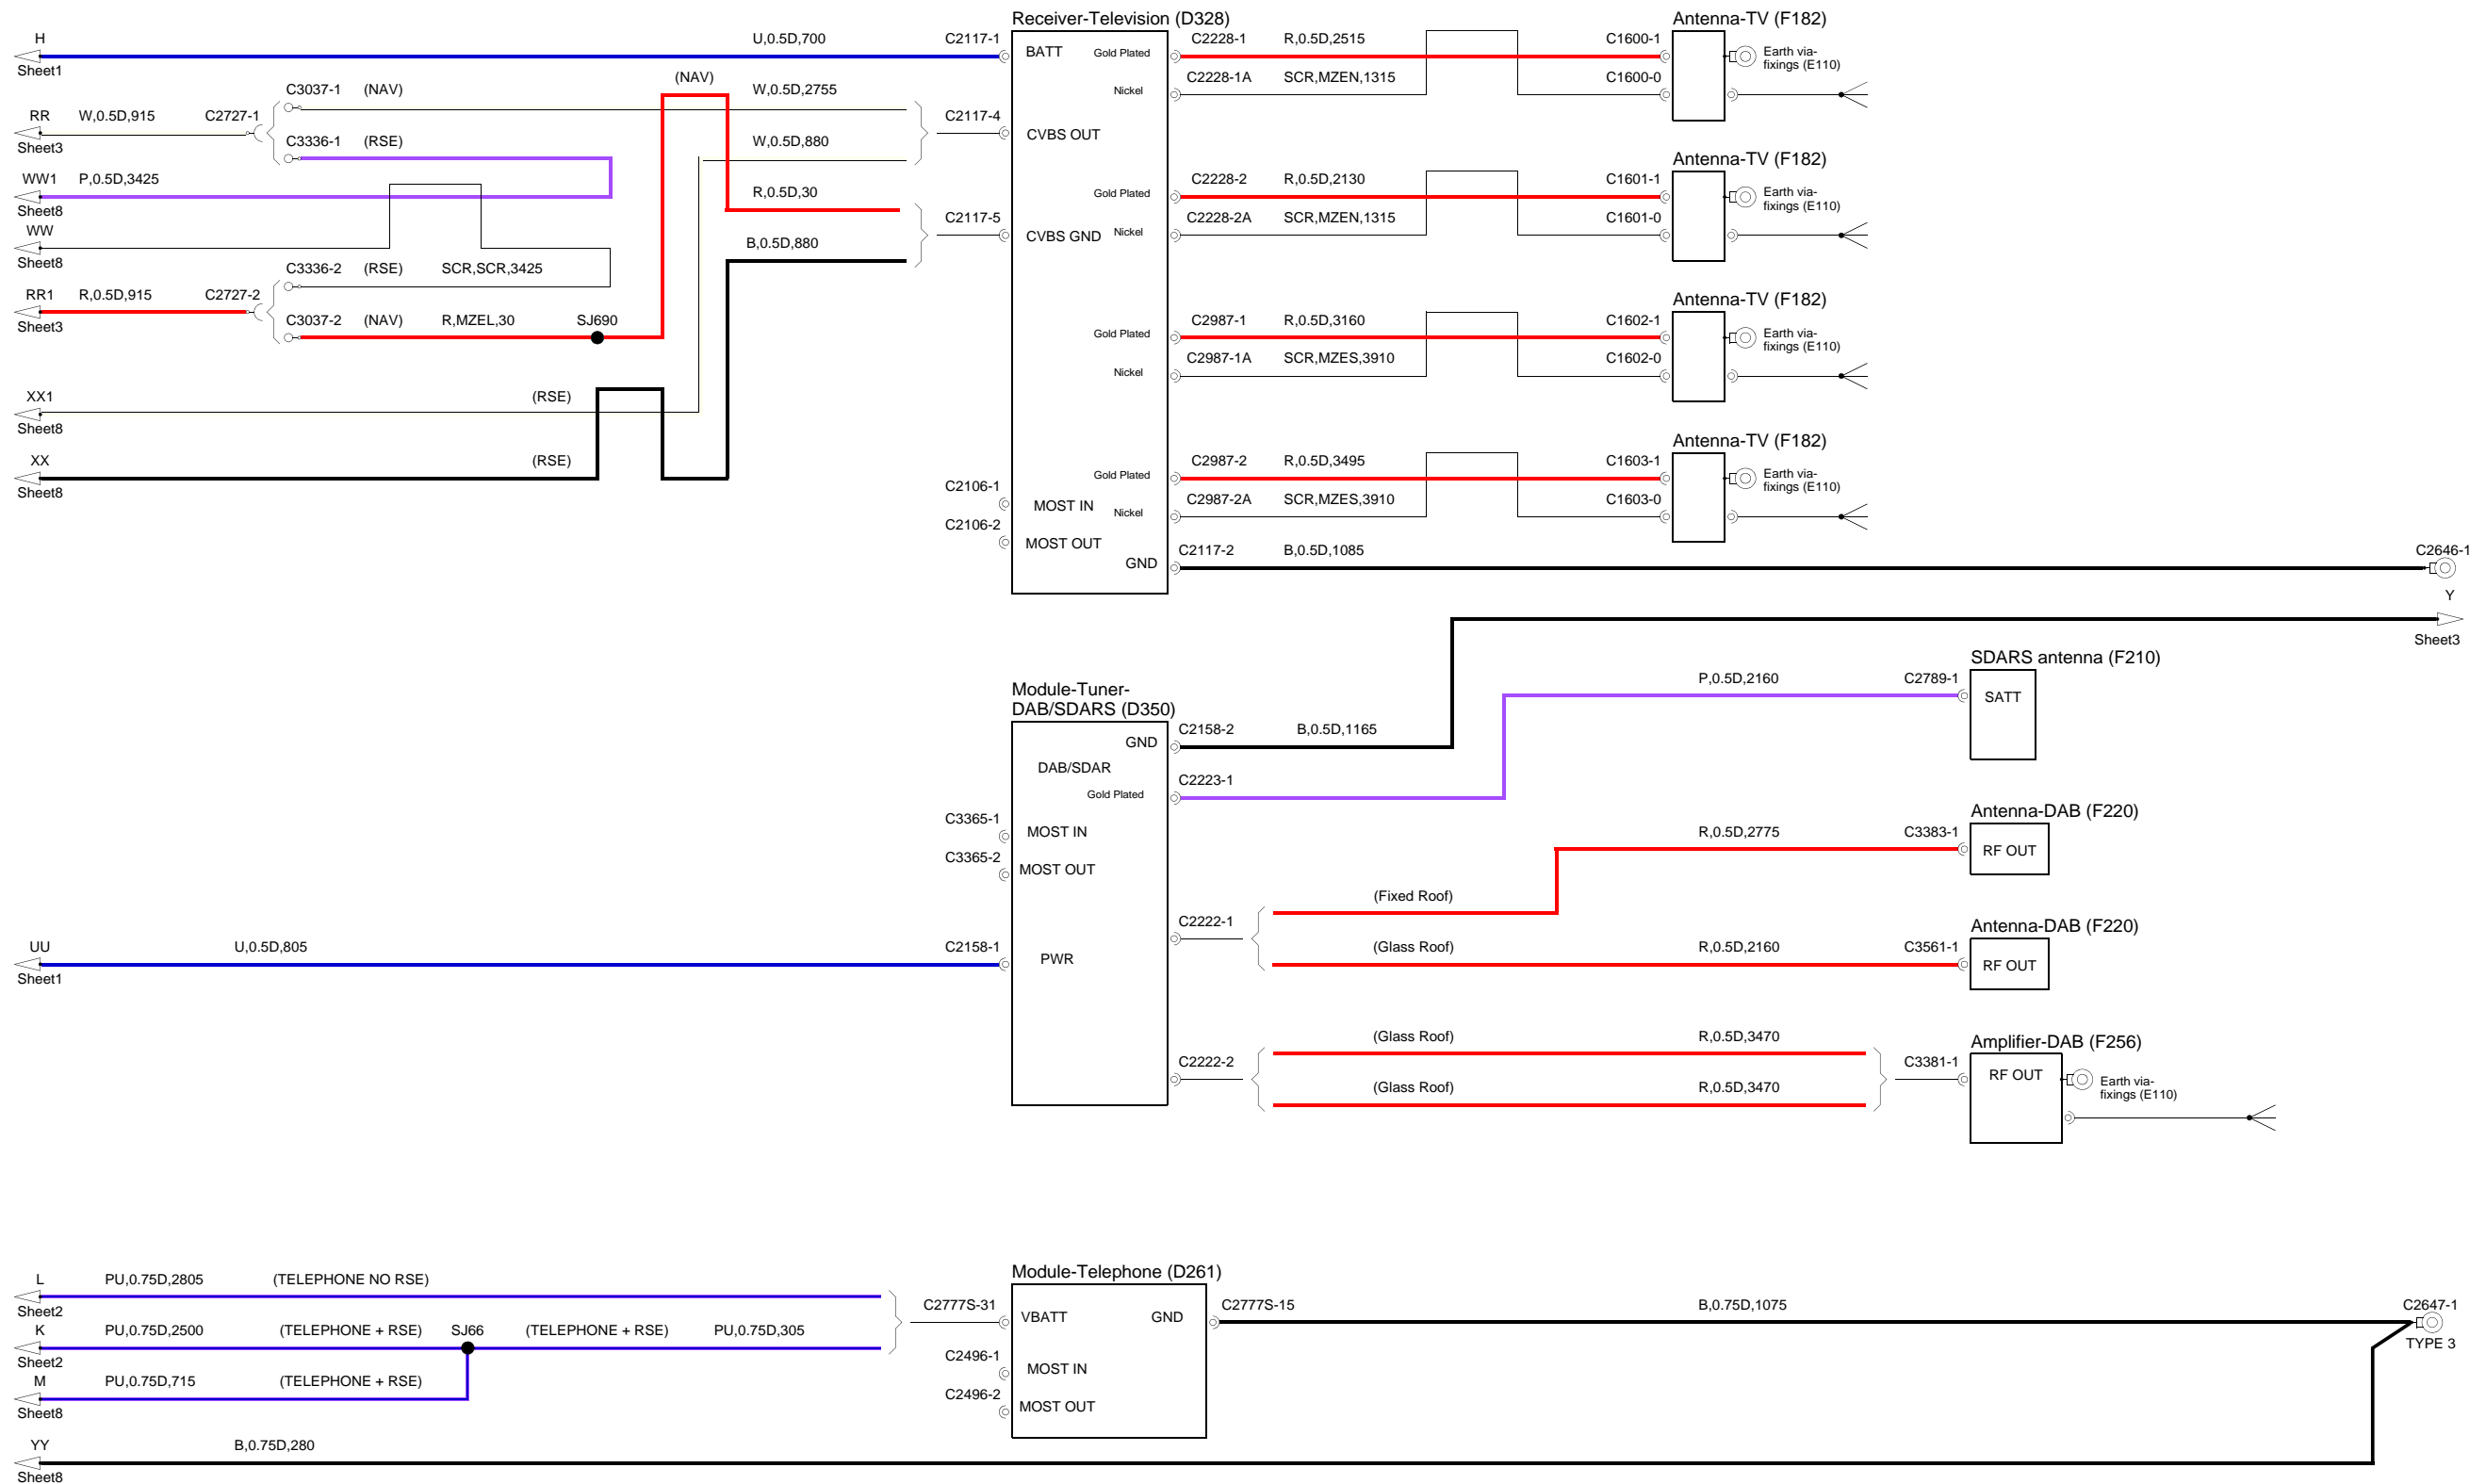 Receiver-Television (D328)
Antenna-TV (F182)
H
U,0.5D,700
C2117-1
BATT
Gold Plated
C2228-1
R,0.5D,2515
C1600-1
Earth via-
fixings (E110)
Sheet1
(NAV)
C2228-1A
SCR,MZEN,1315
C1600-0
C3037-1
(NAV)
W,0.5D,2755
Nickel
RR
W,0.5D,915
C2727-1
C2117-4
CVBS OUT
Sheet3
C3336-1
(RSE)
W,0.5D,880
Antenna-TV (F182)
WW1
P,0.5D,3425
R,0.5D,30
Gold Plated
C2228-2
R,0.5D,2130
C1601-1
Earth via-
fixings (E110)
Sheet8
C2117-5
C2228-2A
SCR,MZEN,1315
C1601-0
WW
B,0.5D,880
CVBS GND
Nickel
Sheet8
C3336-2
(RSE)
SCR,SCR,3425
RR1
R,0.5D,915
C2727-2
Antenna-TV (F182)
Sheet3
C3037-2
(NAV)
R,MZEL,30
SJ690
Gold Plated
C2987-1
R,0.5D,3160
C1602-1
Earth via-
fixings (E110)
C2987-1A
SCR,MZES,3910
C1602-0
Nickel
XX1
(RSE)
Sheet8
Antenna-TV (F182)
XX
(RSE)
Gold Plated
C2987-2
R,0.5D,3495
C1603-1
Earth via-
fixings (E110)
Sheet8
C2106-1
MOST IN
Nickel
C2987-2A
SCR,MZES,3910
C1603-0
C2106-2
MOST OUT
GND
C2117-2
B,0.5D,1085
C2646-1
Y
Sheet3
SDARS antenna (F210)
Module-Tuner-
DAB/SDARS (D350)
P,0.5D,2160
C2789-1
SATT
GND
C2158-2
B,0.5D,1165
DAB/SDAR
Gold Plated
C2223-1
Antenna-DAB (F220)
C3365-1
MOST IN
R,0.5D,2775
C3383-1
RF OUT
C3365-2
MOST OUT
(Fixed Roof)
C2222-1
Antenna-DAB (F220)
UU
U,0.5D,805
C2158-1
PWR
(Glass Roof)
R,0.5D,2160
C3561-1
RF OUT
Sheet1
(Glass Roof)
R,0.5D,3470
Amplifier-DAB (F256)
C2222-2
C3381-1
RF OUT
Earth via-
fixings (E110)
(Glass Roof)
R,0.5D,3470
Module-Telephone (D261)
L
PU,0.75D,2805
(TELEPHONE NO RSE)
Sheet2
C2777S-31
VBATT
GND
C2777S-15
B,0.75D,1075
C2647-1
TYPE 3
K
PU,0.75D,2500
(TELEPHONE + RSE)
SJ66
(TELEPHONE + RSE)
PU,0.75D,305
Sheet2
C2496-1
MOST IN
M
PU,0.75D,715
(TELEPHONE + RSE)
Sheet8
C2496-2
MOST OUT
YY
B,0.75D,280
Sheet8